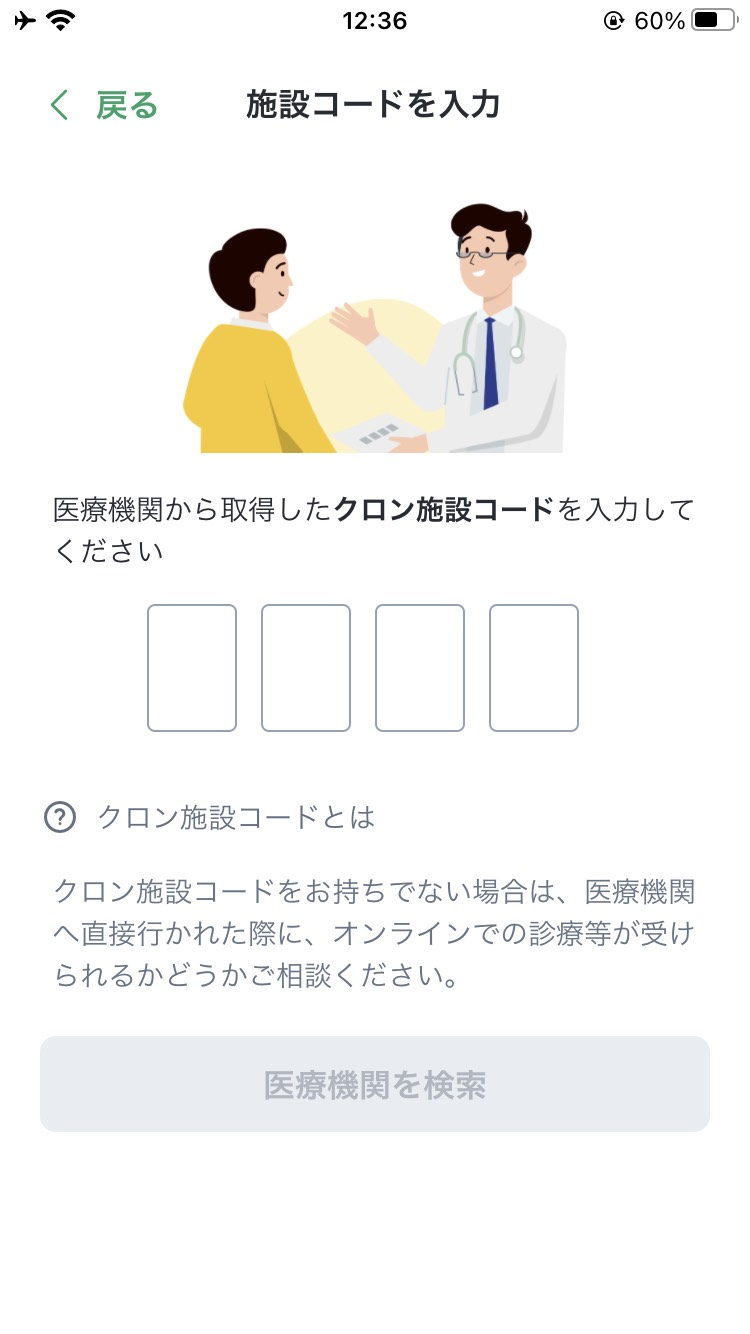 12:36
60%
戻る
施設コードを入力
医療機関から取得したクロン施設コードを入力して
ください
? クロン施設コードとは
クロン施設コードをお持ちでない場合は、医療機関
へ直接行かれた際に、オンラインでの診療等が受け
られるかどうかご相談ください。
医療機関を検索